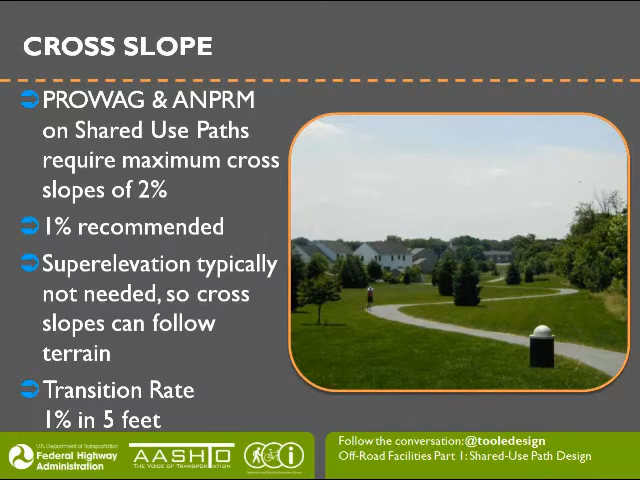 CROSS SLOPE
PROWAG & ANPRM
on Shared Use Paths
require maximum cross
slopes of 2%
1% recommended
Superelevation typically
not needed, so cross
slopes can follow
terrain
Transition Rate
1% in 5 feet
U.S. Department of Transportation
Federal Highway
Administration
AASHTO
THE VOICE OF TRANSPORTATION
Follow the conversation: @tooledesign
Off-Road Facilities Part 1: Shared-Use Path Design